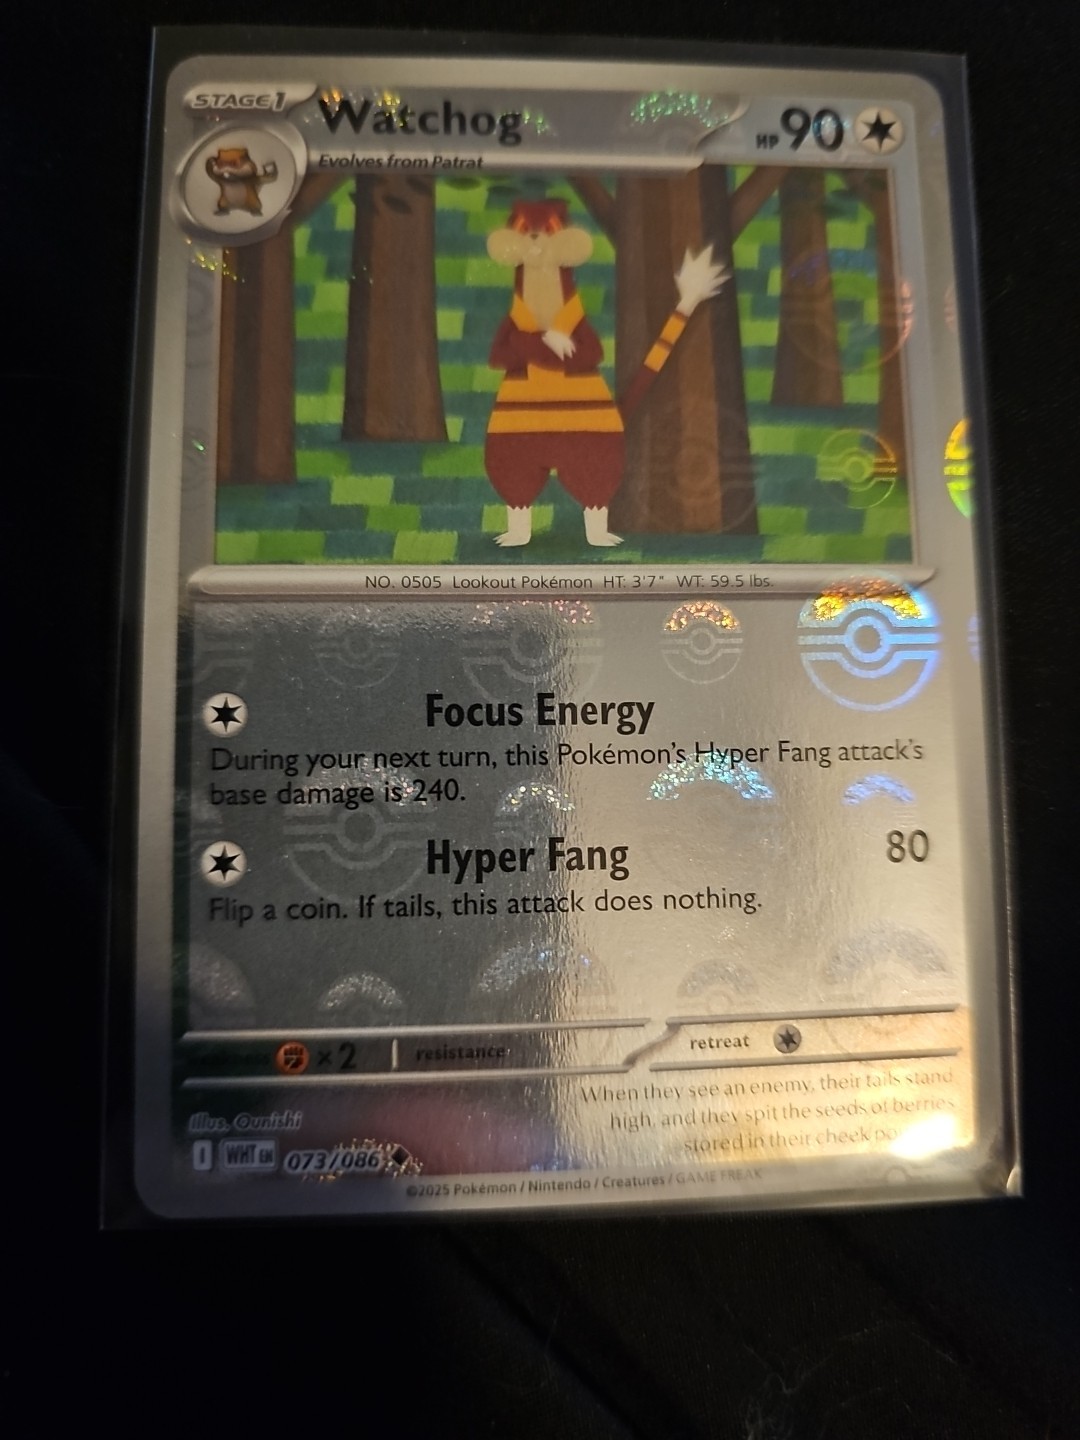 STAGE1
Watchog
HP 90
Evolves from Patrat
NO. 0505 Lookout Pokémon HT: 3'7" WT: 59.5 lbs.
Focus Energy
During your next turn, this Pokémon's Hyper Fang attack's
base damage is 240.
Hyper Fang 80
Flip a coin. If tails, this attack does nothing.
×2 resistance
retreat
When they see an enemy, their tails stand
high, and they spit the seeds of berries
stored in their cheek
Illus. Ounishi
I WHT EN 073/086
©2025 Pokémon / Nintendo / Creatures / GAME FREAK